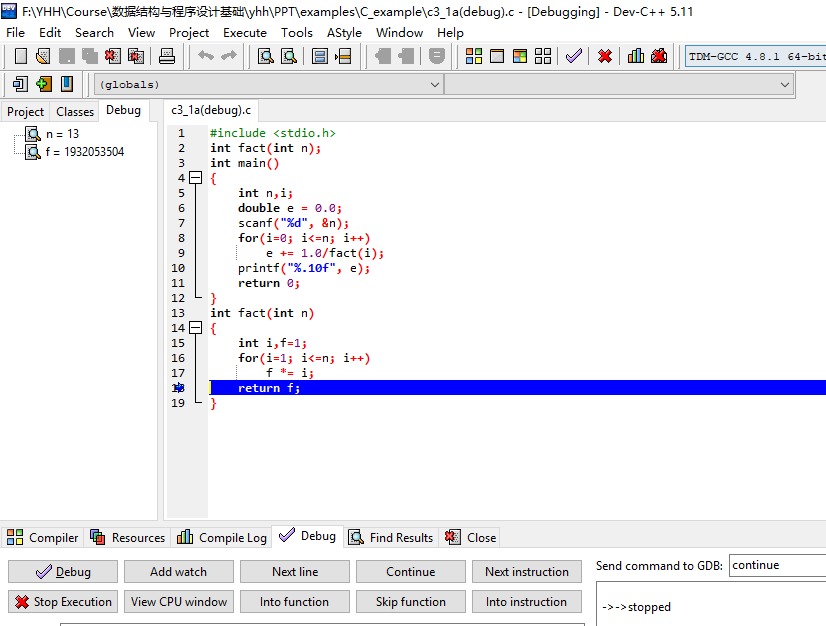 F:\YHH\Course\数据结构与程序设计基础\yhh\PPT\examples\C_example\c3_1a(debug).c - [Debugging] - Dev-C++ 5.11
File Edit Search View Project Execute Tools AStyle Window Help
TDM-GCC 4.8.1 64-bit
(globals)
Project Classes Debug
c3_1a(debug).c
n = 13
f = 1932053504
1 #include <stdio.h>
2 int fact(int n);
3 int main()
4 {
5 int n,i;
6 double e = 0.0;
7 scanf("%d", &n);
8 for(i=0; i<=n; i++)
9 e += 1.0/fact(i);
10 printf("%.10f", e);
11 return 0;
12 }
13 int fact(int n)
14 {
15 int i,f=1;
16 for(i=1; i<=n; i++)
17 f *= i;
18 return f;
19 }
Compiler Resources Compile Log Debug Find Results Close
Debug Add watch Next line Continue Next instruction
Send command to GDB: continue
Stop Execution View CPU window Into function Skip function Into instruction
->->stopped